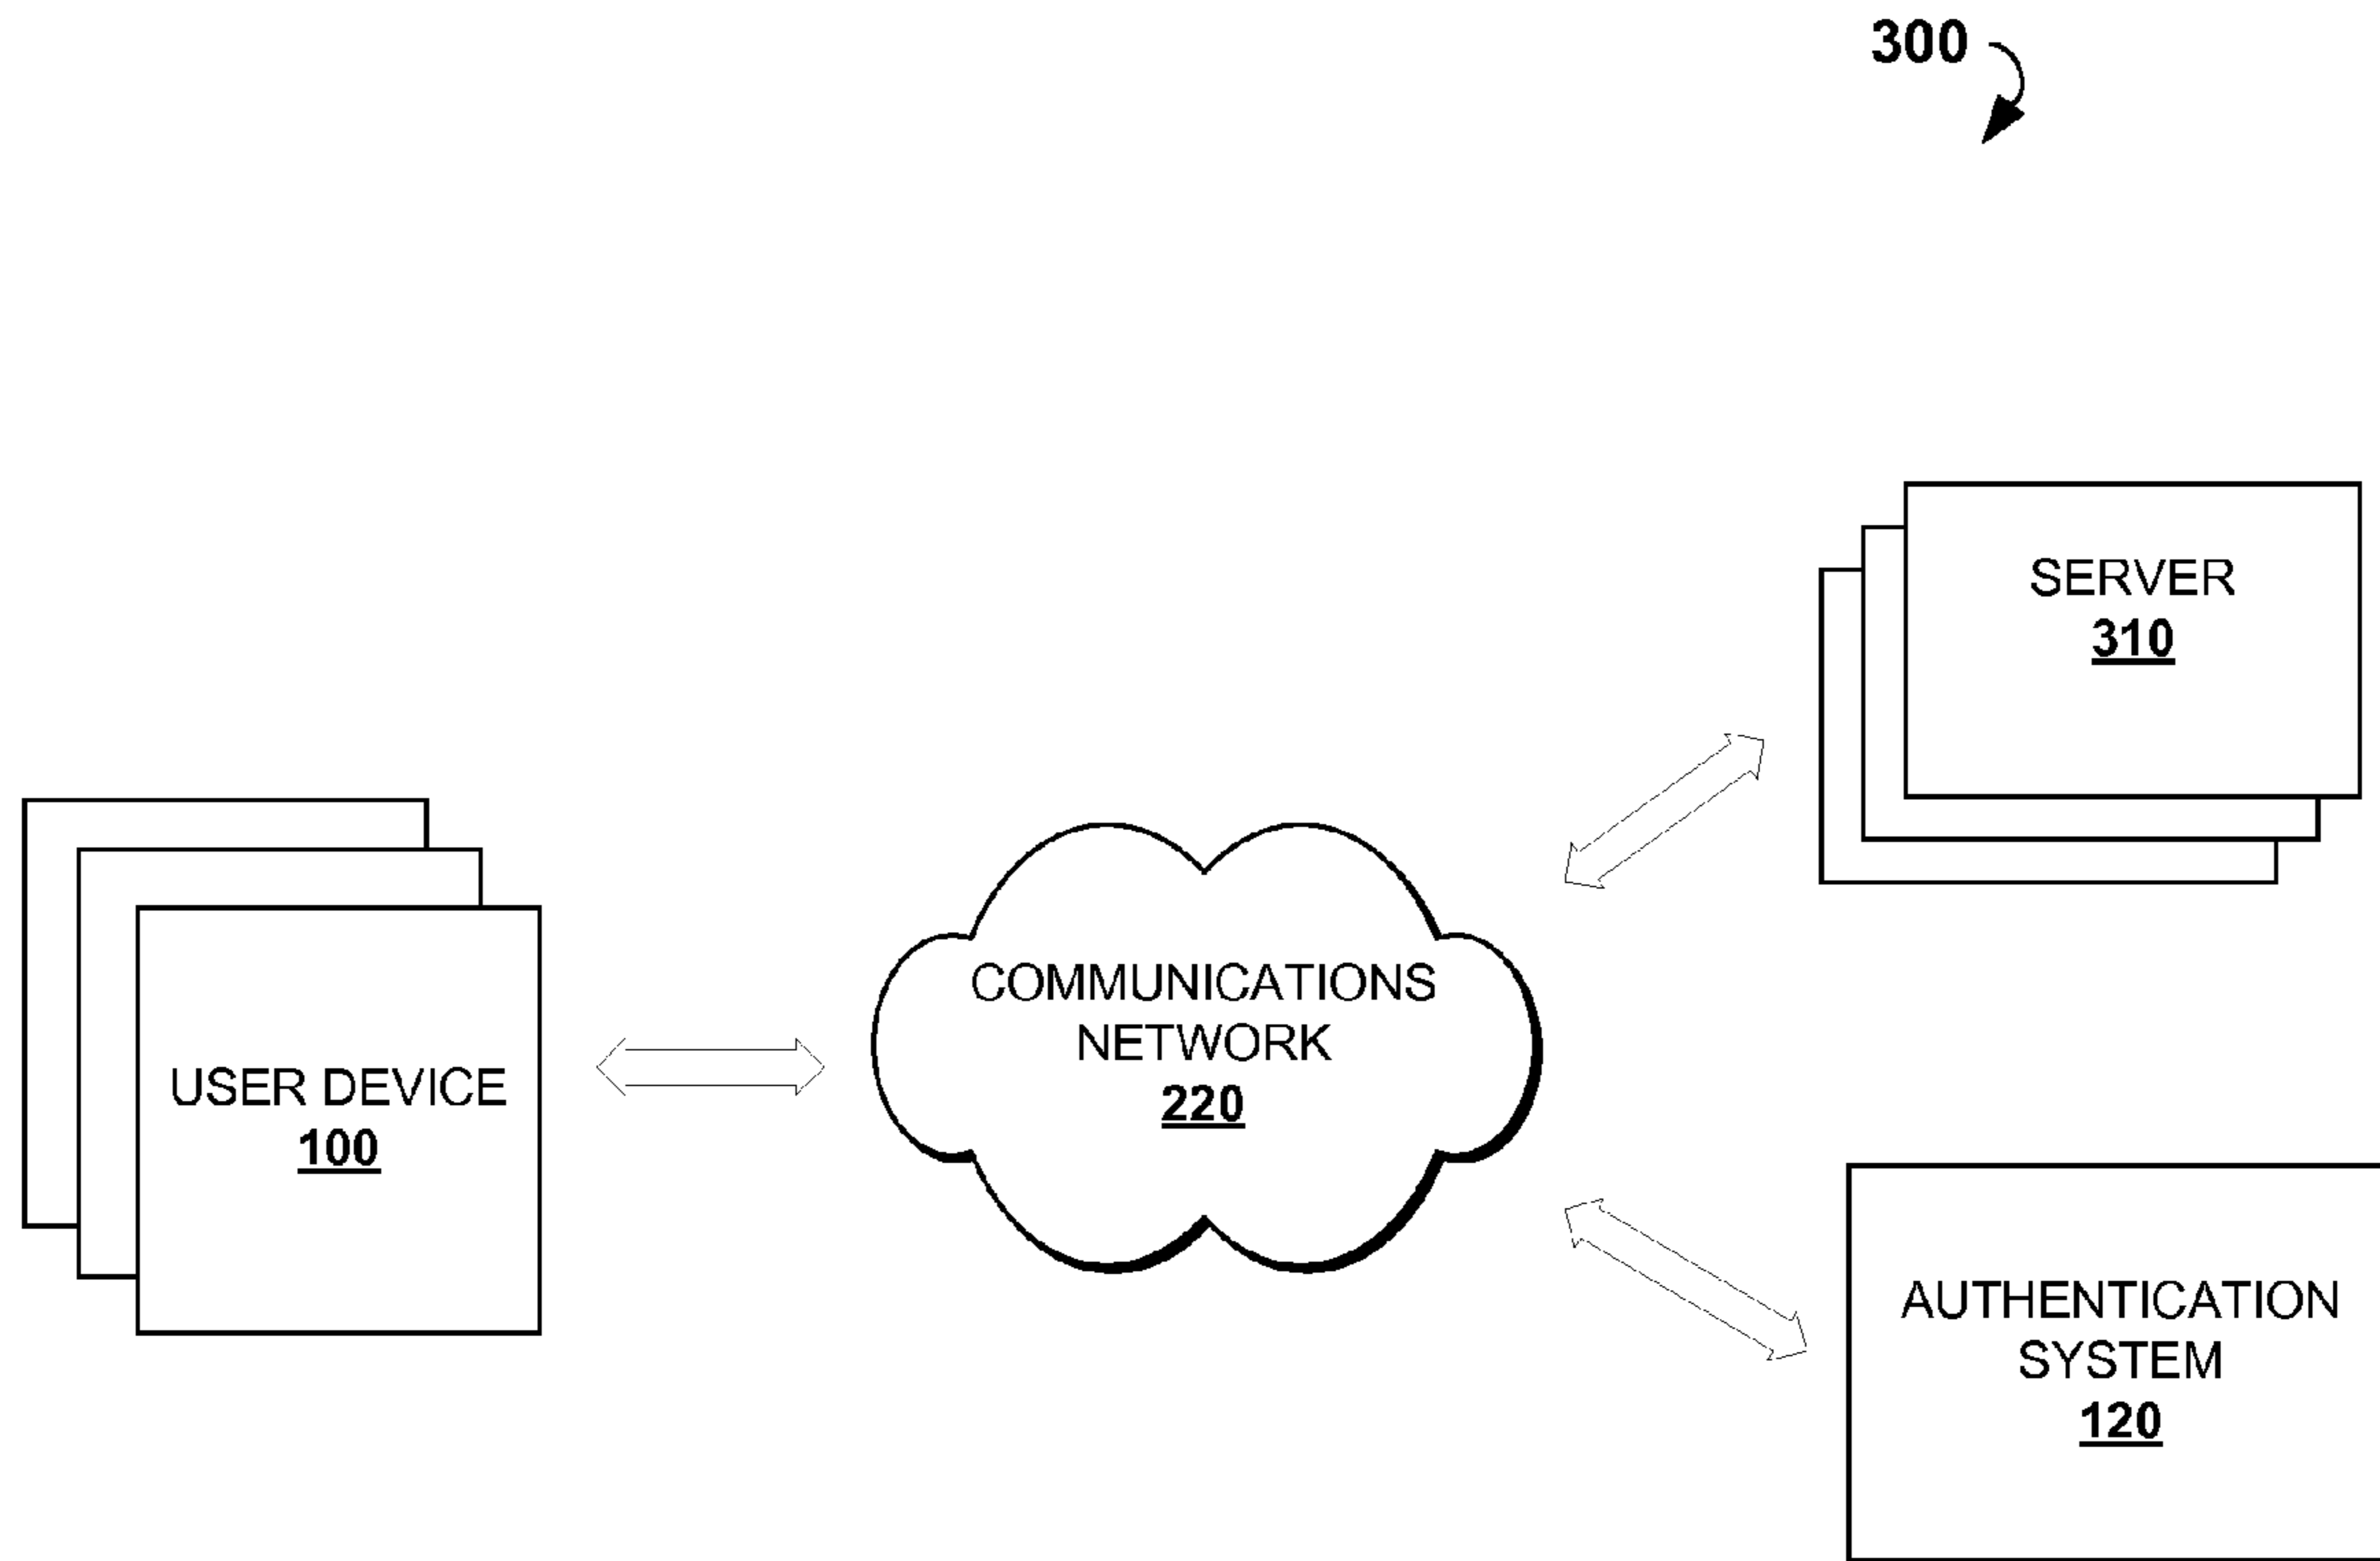 300
SERVER
310
COMMUNICATIONS
NETWORK
220
USER DEVICE
100
AUTHENTICATION
SYSTEM
120